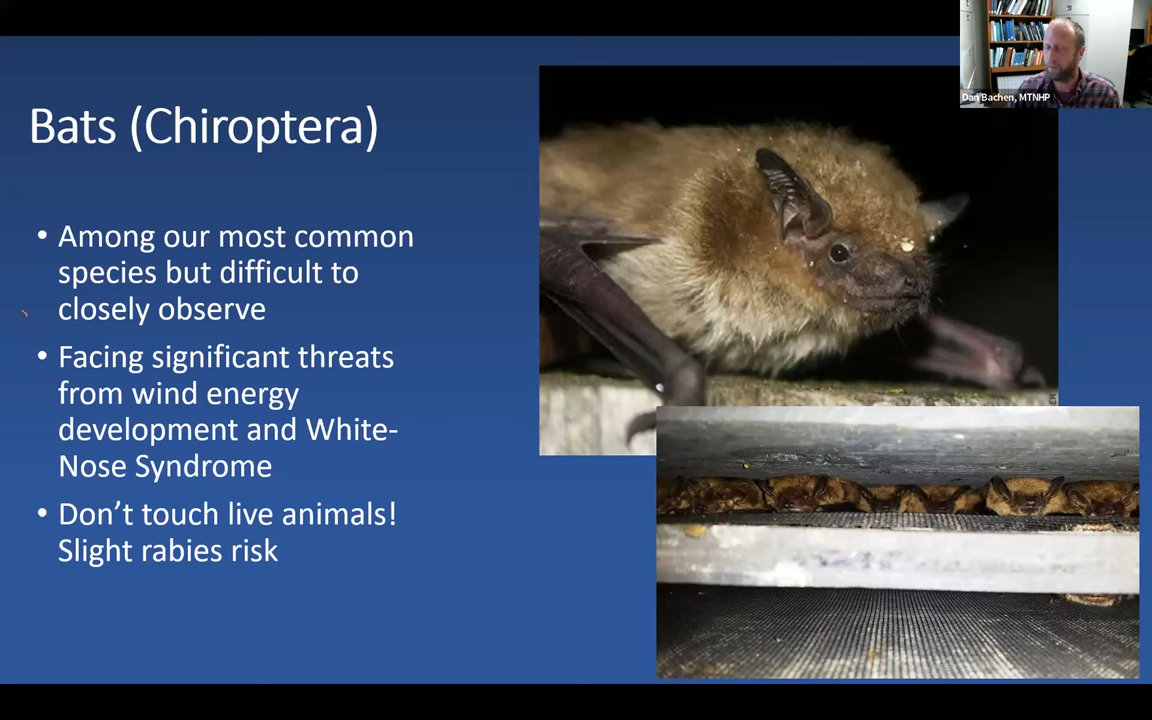 Dan Bachen, MTNHP
Bats (Chiroptera)
• Among our most common
species but difficult to
closely observe
• Facing significant threats
from wind energy
development and White-
Nose Syndrome
• Don't touch live animals!
Slight rabies risk